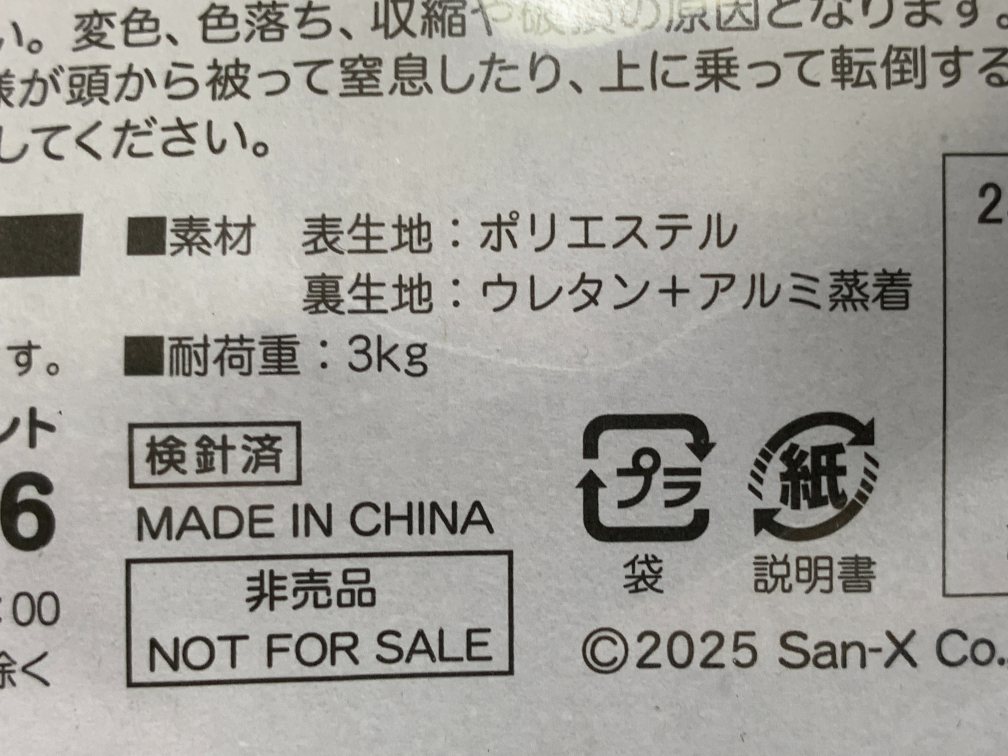 い。変色、色落ち、収縮や破損の原因となります。
様が頭から被って窒息したり、上に乗って転倒する
してください。
■素材 表生地：ポリエステル
裏生地：ウレタン＋アルミ蒸着
す。
■耐荷重：3kg
ント
検針済
6
MADE IN CHINA
:00
非売品
NOT FOR SALE
除く
プラ
袋
紙
説明書
2
©2025 San-X Co.,